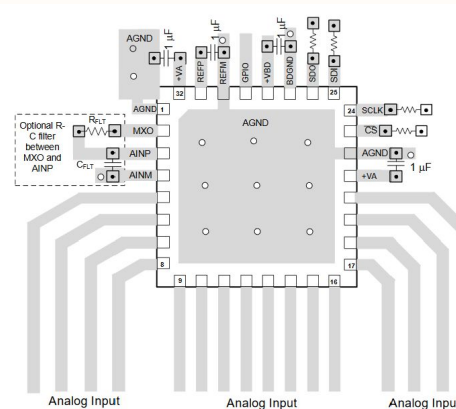 AGND
1 µF
1 µF
1 µF
+VA
REFP
REFM
GPIO
+VBD
BDGND
SDO
SDI
32
25
AGND
1
AGND
24
SCLK
Optional R-
C filter
between
MXO and
AINP
RFLT
MXO
CS
AINP
AGND
CFLT
AINM
+VA
1 µF
8
17
9
16
Analog Input
Analog Input
Analog Inpu